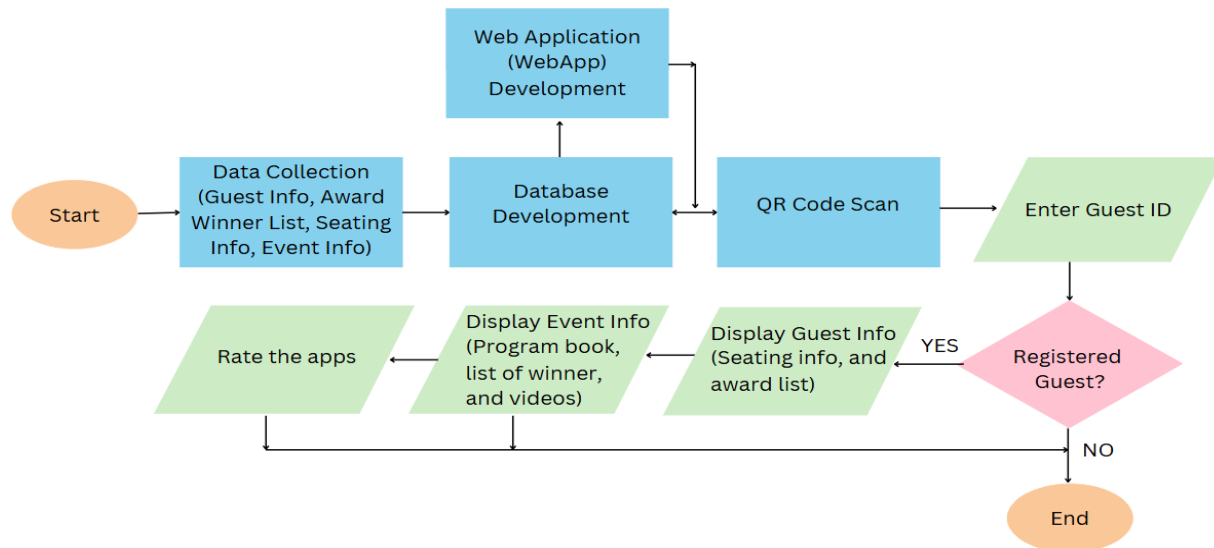 Web Application
(WebApp)
Development
Start
Data Collection
(Guest Info, Award
Winner List, Seating
Info, Event Info)
Database
Development
QR Code Scan
Enter Guest ID
Registered
Guest?
YES
Display Guest Info
(Seating info, and
award list)
Display Event Info
(Program book,
list of winner,
and videos)
Rate the apps
NO
End